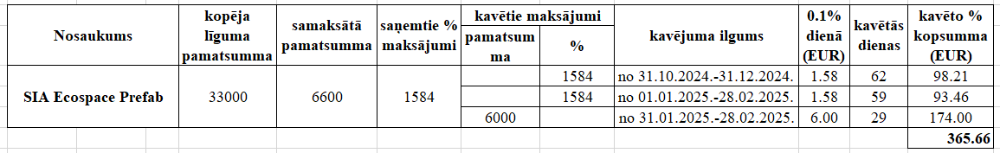 Nosaukums kopēja līguma pamatsumma samaksātā pamatsumma saņemtie % maksājumi kavētie maksājumi kavējuma ilgums 0.1% dienā (EUR) kavētās dienas kavēto % kopsumma (EUR)
pamatsumma %
SIA Ecospace Prefab 33000 6600 1584
1584 no 31.10.2024.-31.12.2024. 1.58 62 98.21
1584 no 01.01.2025.-28.02.2025. 1.58 59 93.46
6000 no 31.01.2025.-28.02.2025. 6.00 29 174.00
365.66